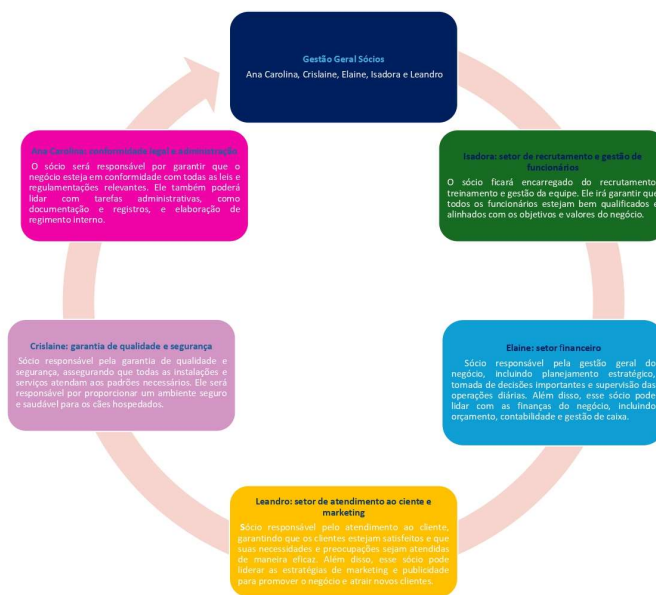 Gestão Geral Sócios
Ana Carolina, Crislaine, Elaine, Isadora e Leandro
Isadora: setor de recrutamento e gestão de
funcionários
O sócio ficará encarregado do recrutamento,
treinamento e gestão da equipe. Ele irá garantir que
todos os funcionários estejam bem qualificados e
alinhados com os objetivos e valores do negócio.
Elaine: setor financeiro
Sócio responsável pela gestão geral do
negócio, incluindo planejamento estratégico,
tomada de decisões importantes e supervisão das
operações diárias. Além disso, esse sócio pode
lidar com as finanças do negócio, incluindo
orçamento, contabilidade e gestão de caixa.
Leandro: setor de atendimento ao ciente e
marketing
Sócio responsável pelo atendimento ao cliente,
garantindo que os clientes estejam satisfeitos e que
suas necessidades e preocupações sejam atendidas
de maneira eficaz. Além disso, esse sócio pode
liderar as estratégias de marketing e publicidade
para promover o negócio e atrair novos clientes.
Crislaine: garantia de qualidade e segurança
Sócio responsável pela garantia de qualidade e
segurança, assegurando que todas as instalações e
serviços atendam aos padrões necessários. Ele será
responsável por proporcionar um ambiente seguro
e saudável para os cães hospedados.
Ana Carolina: conformidade legal e administração
O sócio será responsável por garantir que o
negócio esteja em conformidade com todas as leis e
regulamentações relevantes. Ele também poderá
lidar com tarefas administrativas, como
documentação e registros, e elaboração de
regimento interno.